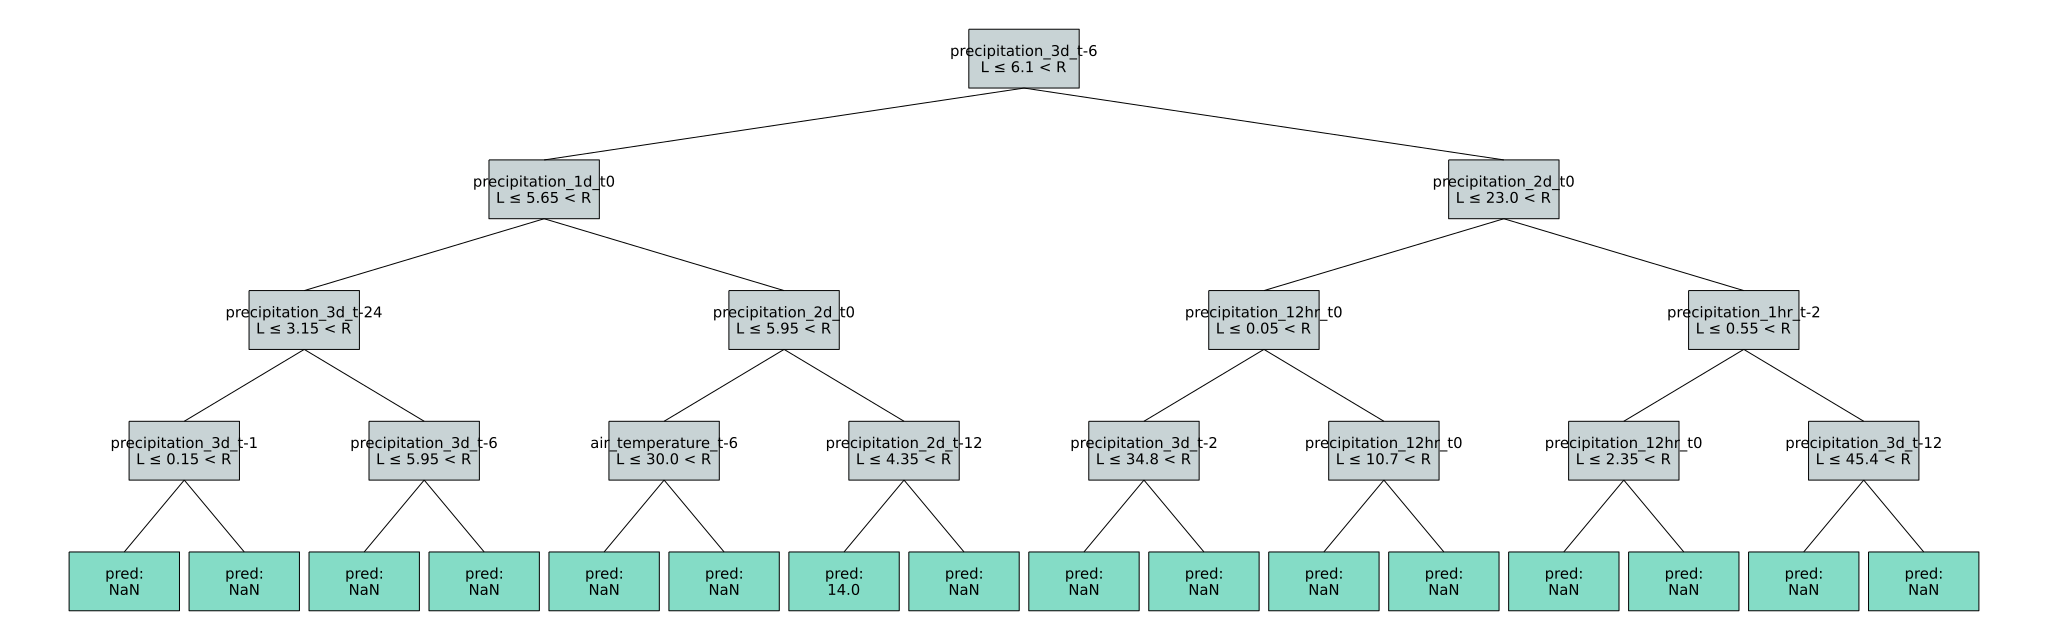 precipitation_3d_t-6
L ≤ 6.1 < R
precipitation_1d_t0
L ≤ 5.65 < R
precipitation_2d_t0
L ≤ 23.0 < R
precipitation_3d_t-24
L ≤ 3.15 < R
precipitation_2d_t0
L ≤ 5.95 < R
precipitation_12hr_t0
L ≤ 0.05 < R
precipitation_1hr_t-2
L ≤ 0.55 < R
precipitation_3d_t-1
L ≤ 0.15 < R
precipitation_3d_t-6
L ≤ 5.95 < R
air_temperature_t-6
L ≤ 30.0 < R
precipitation_2d_t-12
L ≤ 4.35 < R
precipitation_3d_t-2
L ≤ 34.8 < R
precipitation_12hr_t0
L ≤ 10.7 < R
precipitation_12hr_t0
L ≤ 2.35 < R
precipitation_3d_t-12
L ≤ 45.4 < R
pred:
NaN
pred:
NaN
pred:
NaN
pred:
NaN
pred:
NaN
pred:
NaN
pred:
14.0
pred:
NaN
pred:
NaN
pred:
NaN
pred:
NaN
pred:
NaN
pred:
NaN
pred:
NaN
pred:
NaN
pred:
NaN